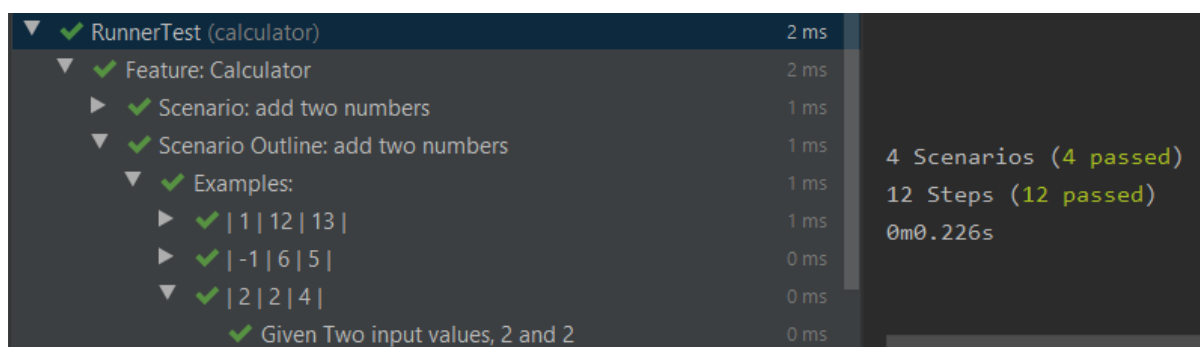 RunnerTest (calculator) 2 ms
Feature: Calculator 2 ms
Scenario: add two numbers 1 ms
Scenario Outline: add two numbers 1 ms
Examples: 1 ms
| 1 | 12 | 13 | 1 ms
| -1 | 6 | 5 | 0 ms
| 2 | 2 | 4 | 0 ms
Given Two input values, 2 and 2 0 ms
4 Scenarios (4 passed)
12 Steps (12 passed)
0m0.226s